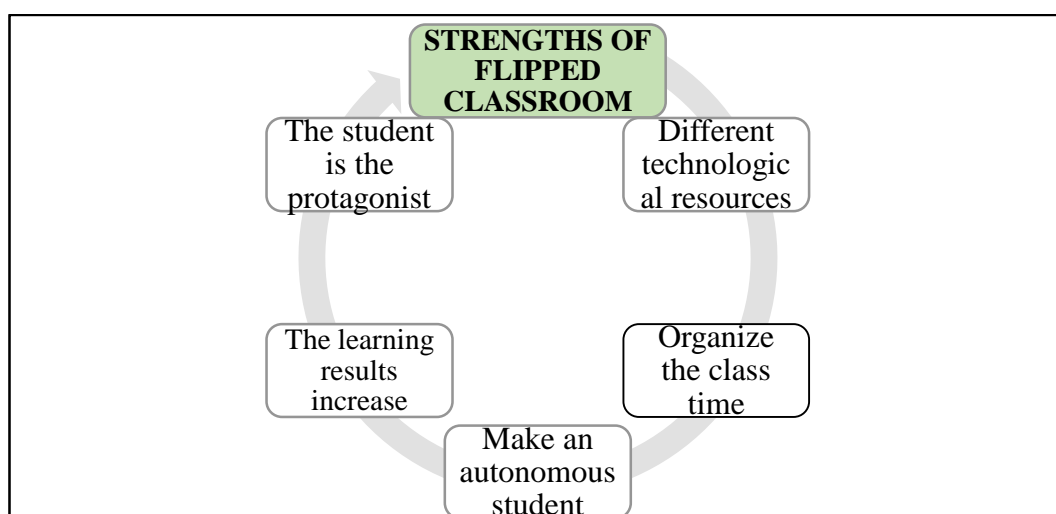 STRENGTHS OF
FLIPPED
CLASSROOM
Different
technologic
al resources
Organize
the class
time
Make an
autonomous
student
The learning
results
increase
The student
is the
protagonist